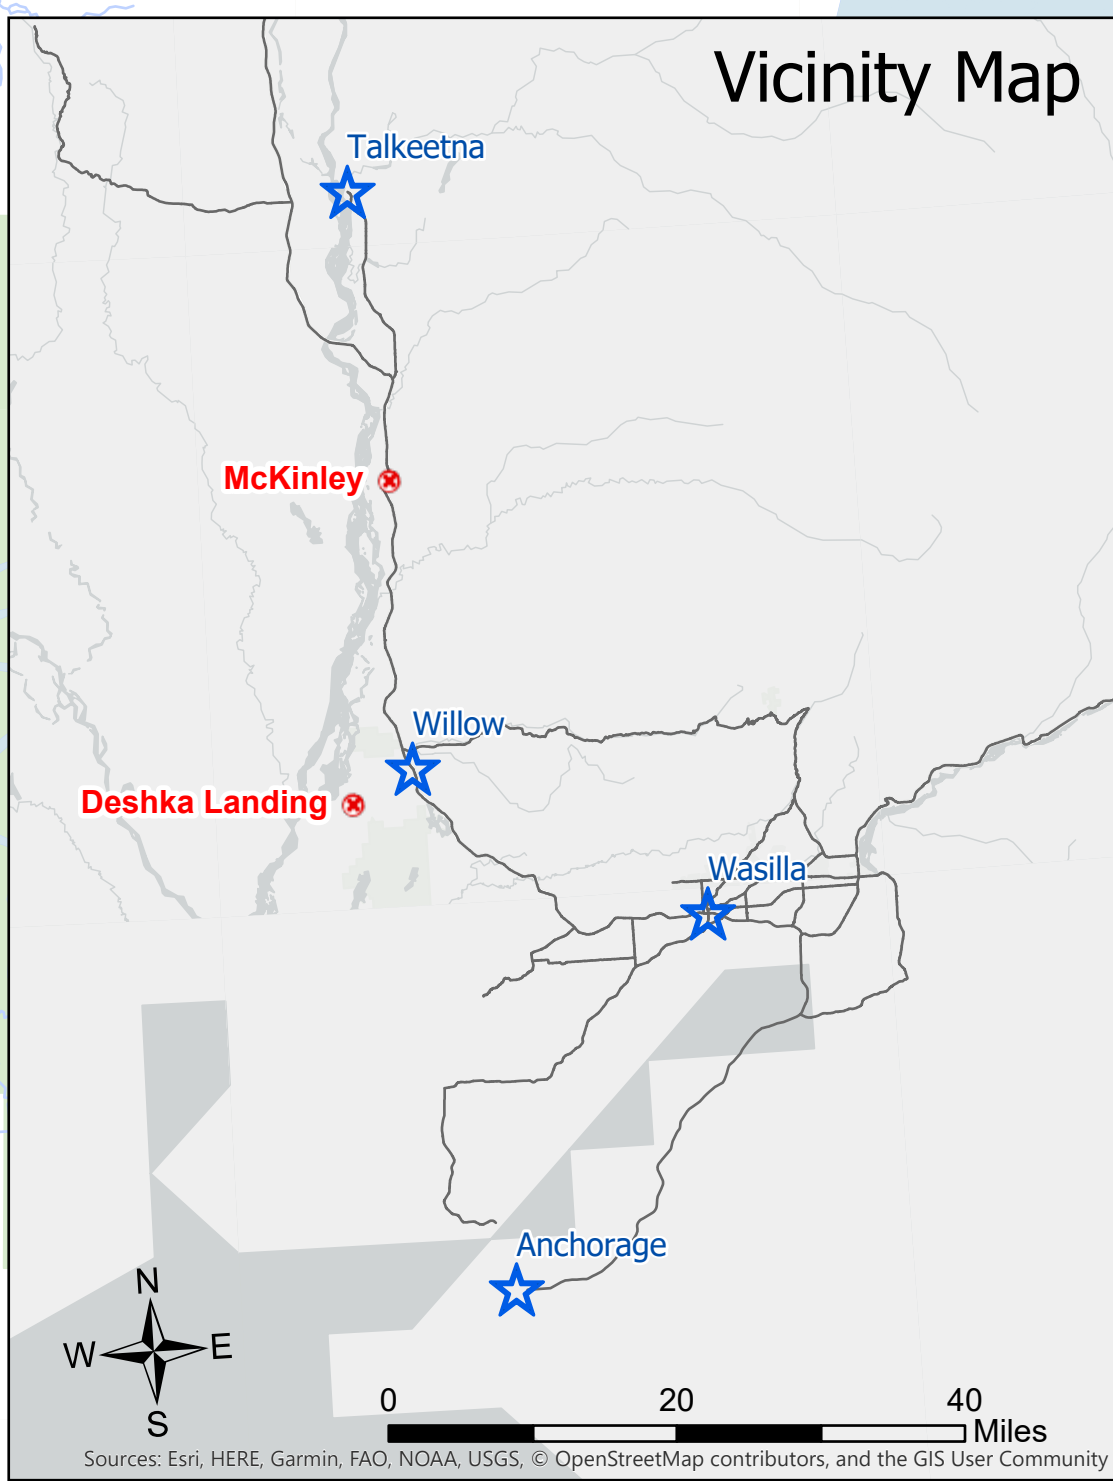 Vicinity Map
Talkeetna
McKinley
Willow
Deshka Landing
Wasilla
Anchorage
N
W E
S
0 20 40
Miles
Sources: Esri, HERE, Garmin, FAO, NOAA, USGS, © OpenStreetMap contributors, and the GIS User Community